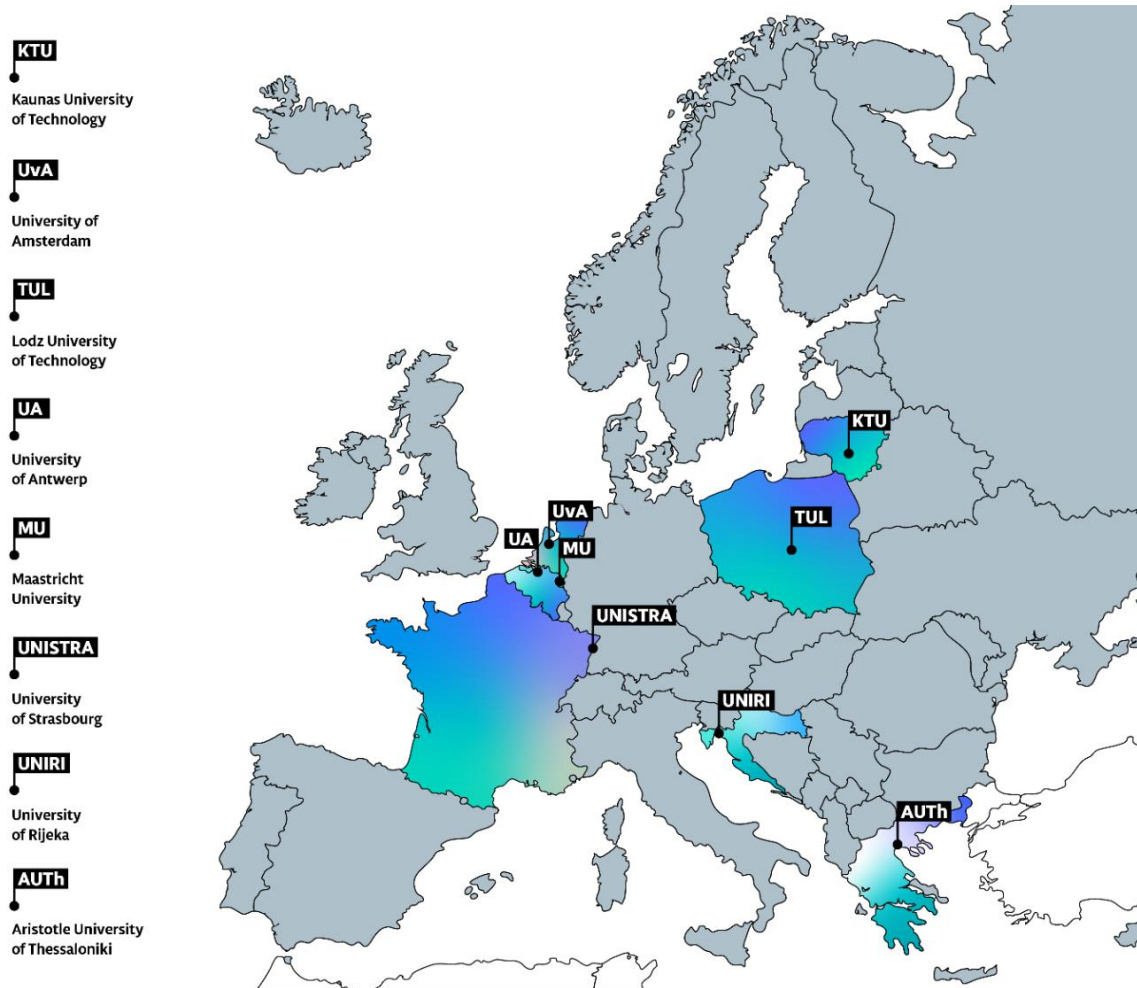 KTU
Kaunas University
of Technology
UvA
University of
Amsterdam
TUL
Lodz University
of Technology
UA
University
of Antwerp
MU
Maastricht
University
UNISTRA
University
of Strasbourg
UNIRI
University
of Rijeka
AUTh
Aristotle University
of Thessaloniki
KTU
UvA
TUL
UA
MU
UNISTRA
UNIRI
AUTh